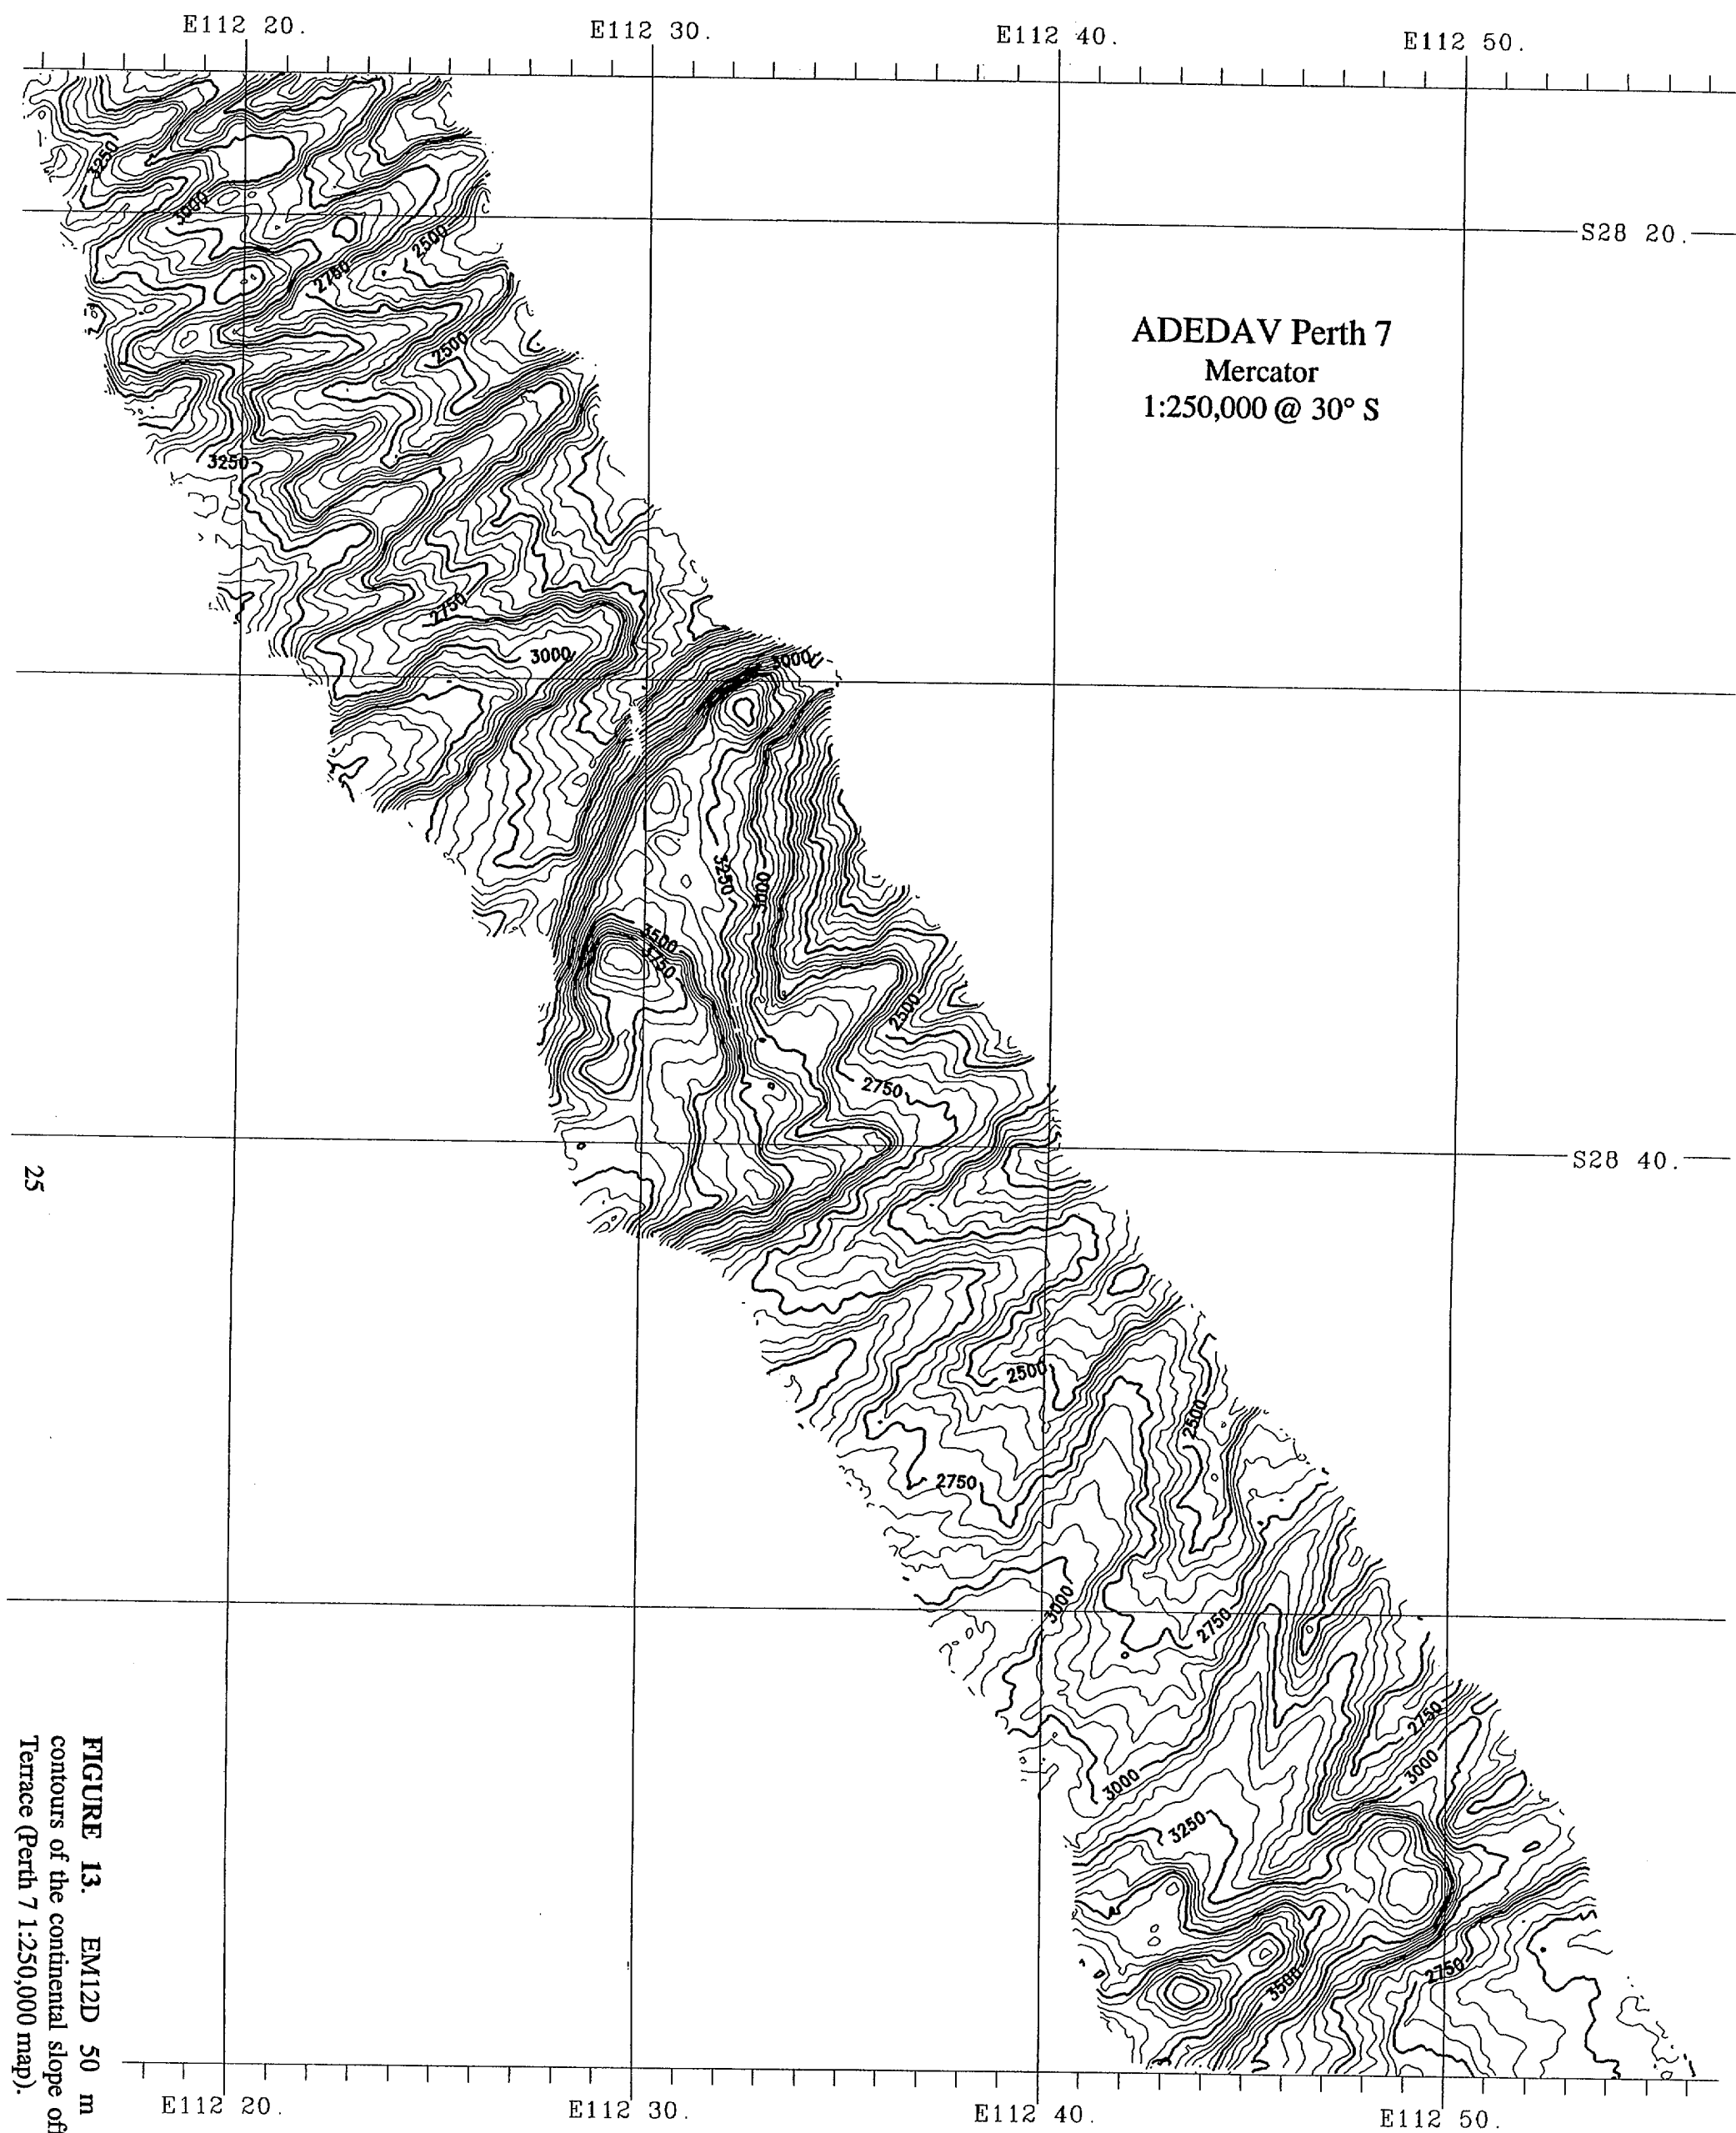 E112 20.
E112 30.
E112 40.
E112 50.
3250
3000
S28 20.
2500
2750
ADEDAV Perth 7
Mercator
1:250,000 @ 30° S
2500
3250
2750
3000
3000
3250
3000
3500
3750
2500
2750
S28 40.
25
2500
2500
2750
3000
2750
2750
3000
3000
3250
2750
3500
FIGURE 13. EM12D 50 m
contours of the continental slope off
Terrace (Perth 7 1:250,000 map).
E112 20.
E112 30.
E112 40.
E112 50.